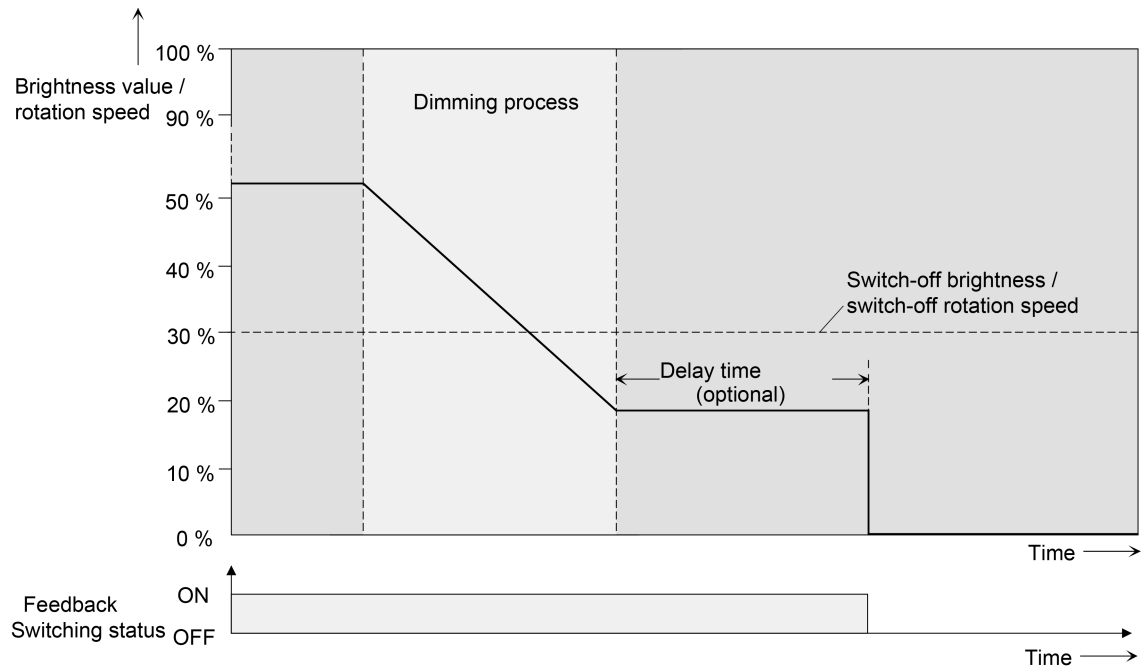 100 %
Brightness value /
rotation speed
90 %
Dimming process
50 %
40 %
Switch-off brightness /
switch-off rotation speed
30 %
Delay time
(optional)
20 %
10 %
0 %
Time
ON
Feedback
Switching status
OFF
Time